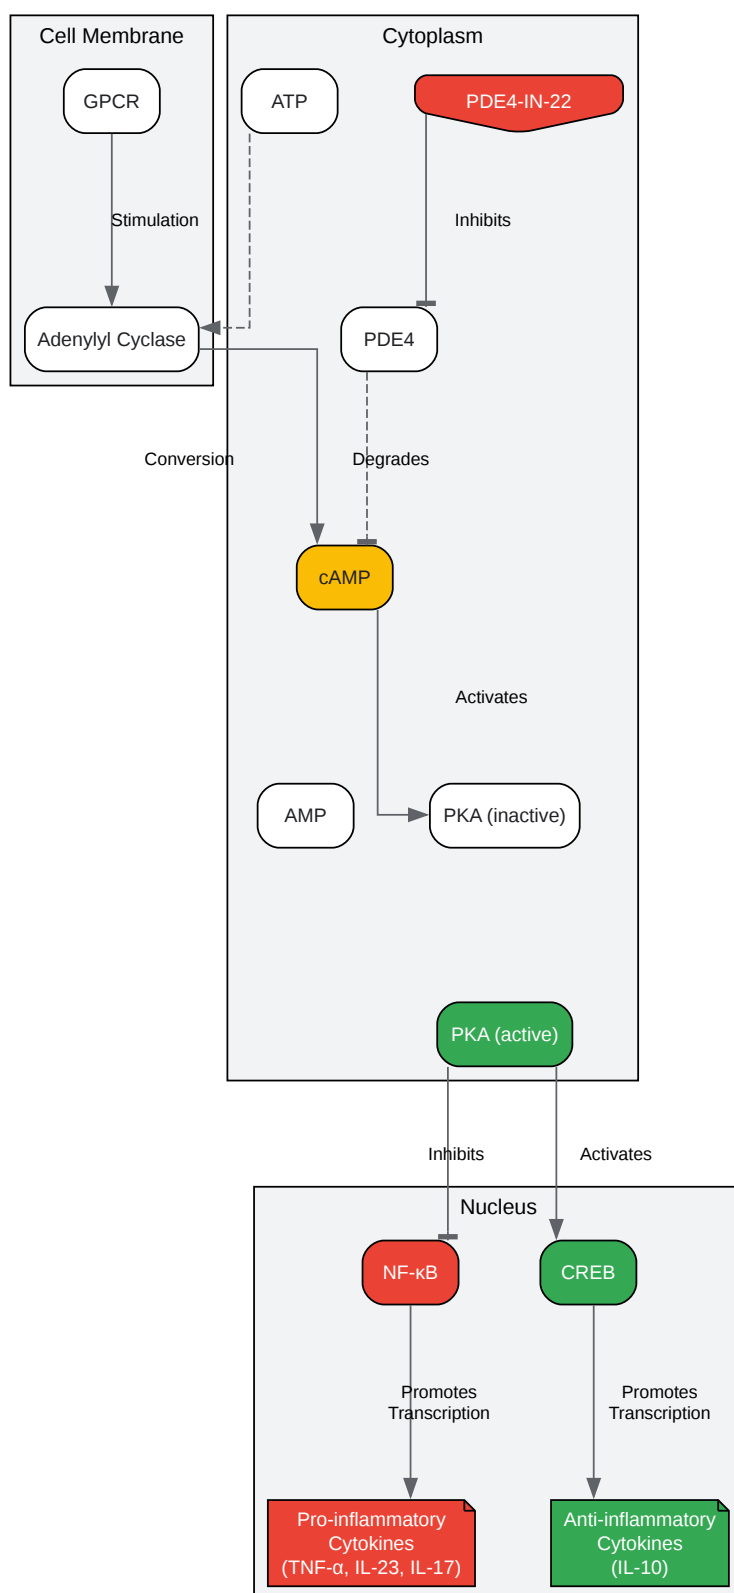 Cell Membrane
Cytoplasm
GPCR
ATP
PDE4-IN-22
Stimulation
Inhibits
Adenylyl Cyclase
PDE4
Conversion
Degrades
cAMP
Activates
AMP
PKA (inactive)
PKA (active)
Inhibits
Activates
Nucleus
NF-κB
CREB
Promotes
Transcription
Promotes
Transcription
Pro-inflammatory
Cytokines
(TNF-α, IL-23, IL-17)
Anti-inflammatory
Cytokines
(IL-10)